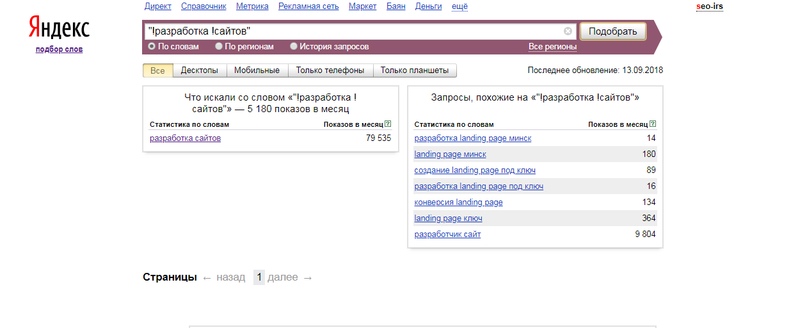 Директ Справочник Метрика Рекламная сеть Маркет Баян Деньги ещё
seo-irs
Яндекс
подбор слов
"!разработка !сайтов"
Подобрать
По словам По регионам История запросов Все регионы
Все Десктопы Мобильные Только телефоны Только планшеты
Последнее обновление: 13.09.2018
Что искали со словом «"!разработка !
сайтов"» — 5 180 показов в месяц
Статистика по словам Показов в месяц ?
разработка сайтов 79 535
Запросы, похожие на «"!разработка !сайтов"»
Статистика по словам Показов в месяц ?
разработка landing page минск 14
landing page минск 180
создание landing page под ключ 89
разработка landing page под ключ 16
конверсия landing page 134
landing page ключ 364
разработчик сайт 9 804
Страницы ← назад 1 далее →